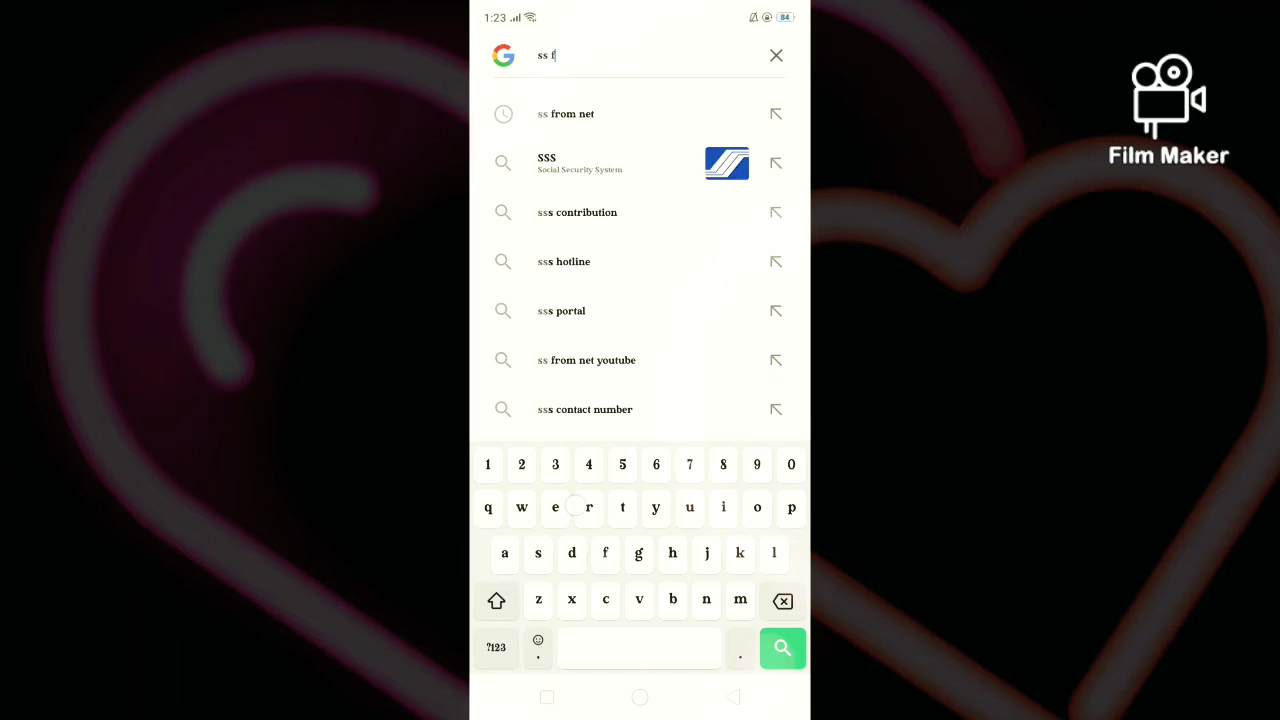 1:23
84
ss f
ss from net
SSS
Social Security System
sss contribution
sss hotline
sss portal
ss from net youtube
sss contact number
1 2 3 4 5 6 7 8 9 0
q w e r t y u i o p
a s d f g h j k l
z x c v b n m
?123 , .
Film Maker